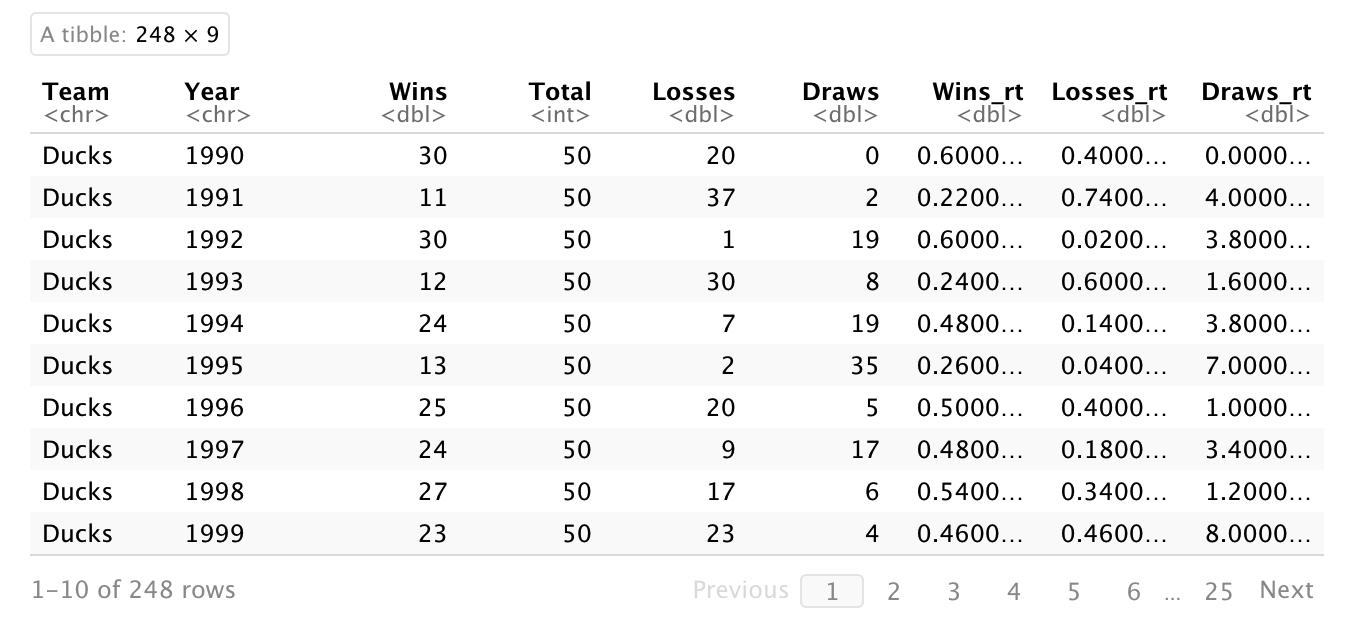 A tibble: 248 × 9
Team Year Wins Total Losses Draws Wins_rt Losses_rt Draws_rt
<chr> <chr> <dbl> <int> <dbl> <dbl> <dbl> <dbl> <dbl>
Ducks 1990 30 50 20 0 0.6000... 0.4000... 0.0000...
Ducks 1991 11 50 37 2 0.2200... 0.7400... 4.0000...
Ducks 1992 30 50 1 19 0.6000... 0.0200... 3.8000...
Ducks 1993 12 50 30 8 0.2400... 0.6000... 1.6000...
Ducks 1994 24 50 7 19 0.4800... 0.1400... 3.8000...
Ducks 1995 13 50 2 35 0.2600... 0.0400... 7.0000...
Ducks 1996 25 50 20 5 0.5000... 0.4000... 1.0000...
Ducks 1997 24 50 9 17 0.4800... 0.1800... 3.4000...
Ducks 1998 27 50 17 6 0.5400... 0.3400... 1.2000...
Ducks 1999 23 50 23 4 0.4600... 0.4600... 8.0000...
1-10 of 248 rows Previous 1 2 3 4 5 6 ... 25 Next